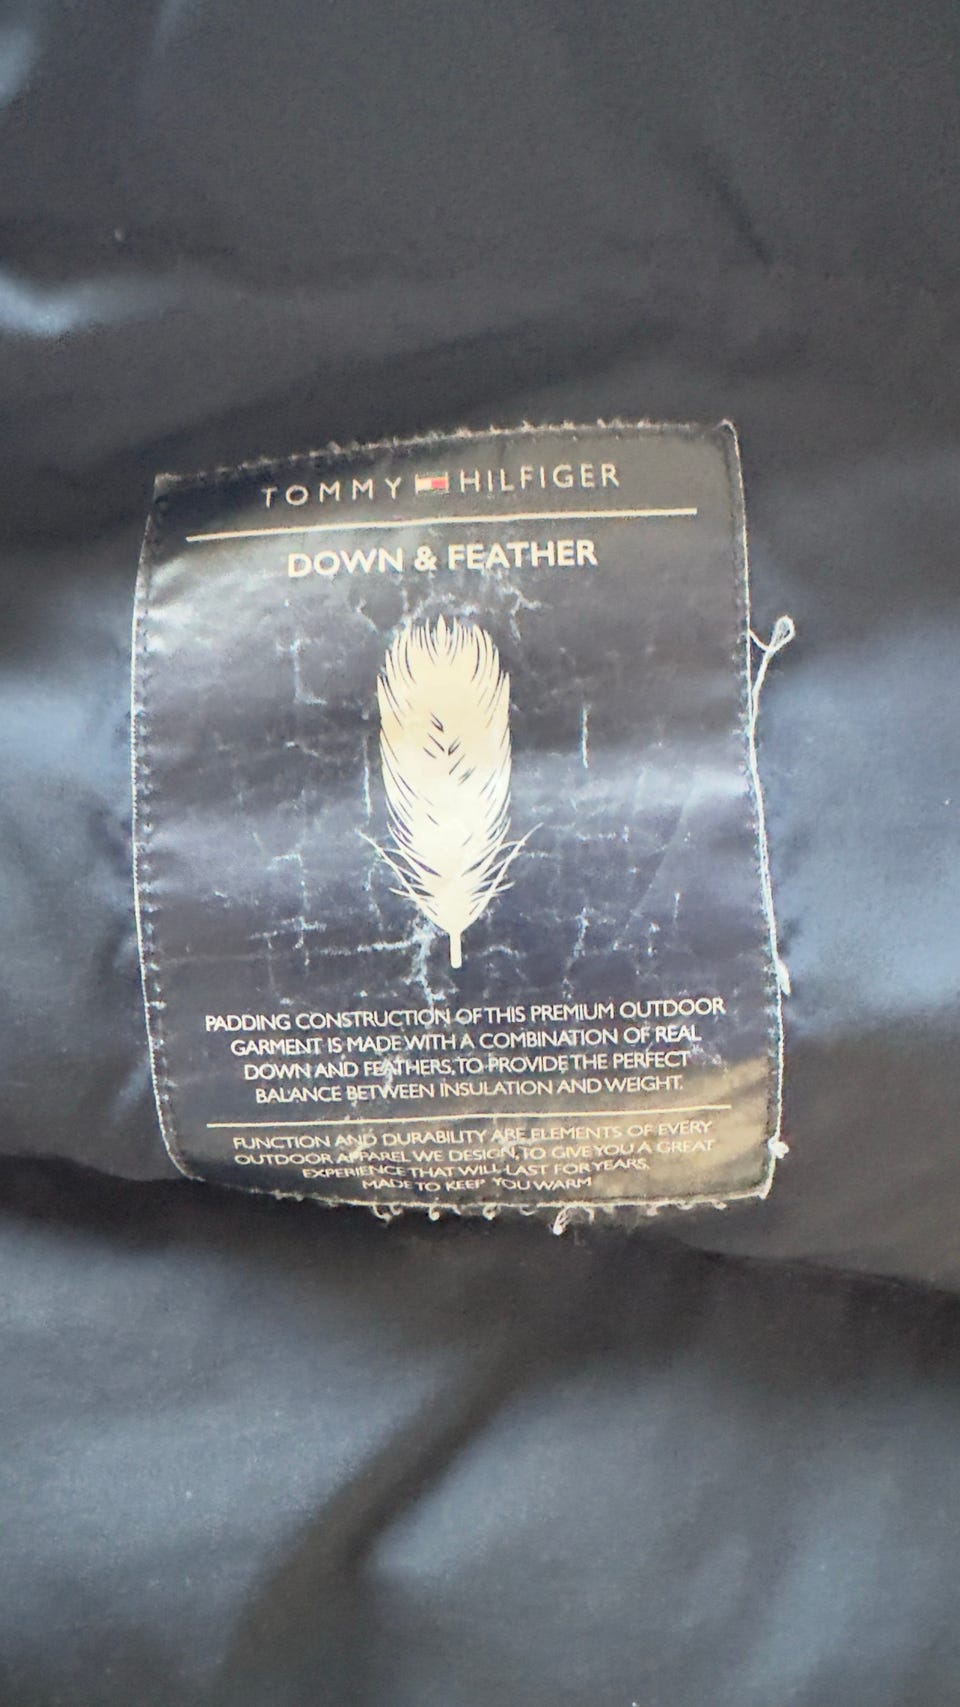 TOMMY HILFIGER
DOWN & FEATHER
PADDING CONSTRUCTION OF THIS PREMIUM OUTDOOR
GARMENT IS MADE WITH A COMBINATION OF REAL
DOWN AND FEATHERS, TO PROVIDE THE PERFECT
BALANCE BETWEEN INSULATION AND WEIGHT.
FUNCTION AND DURABILITY ARE ELEMENTS OF EVERY
OUTDOOR APPAREL WE DESIGN, TO GIVE YOU A GREAT
EXPERIENCE THAT WILL LAST FOR YEARS.
MADE TO KEEP YOU WARM